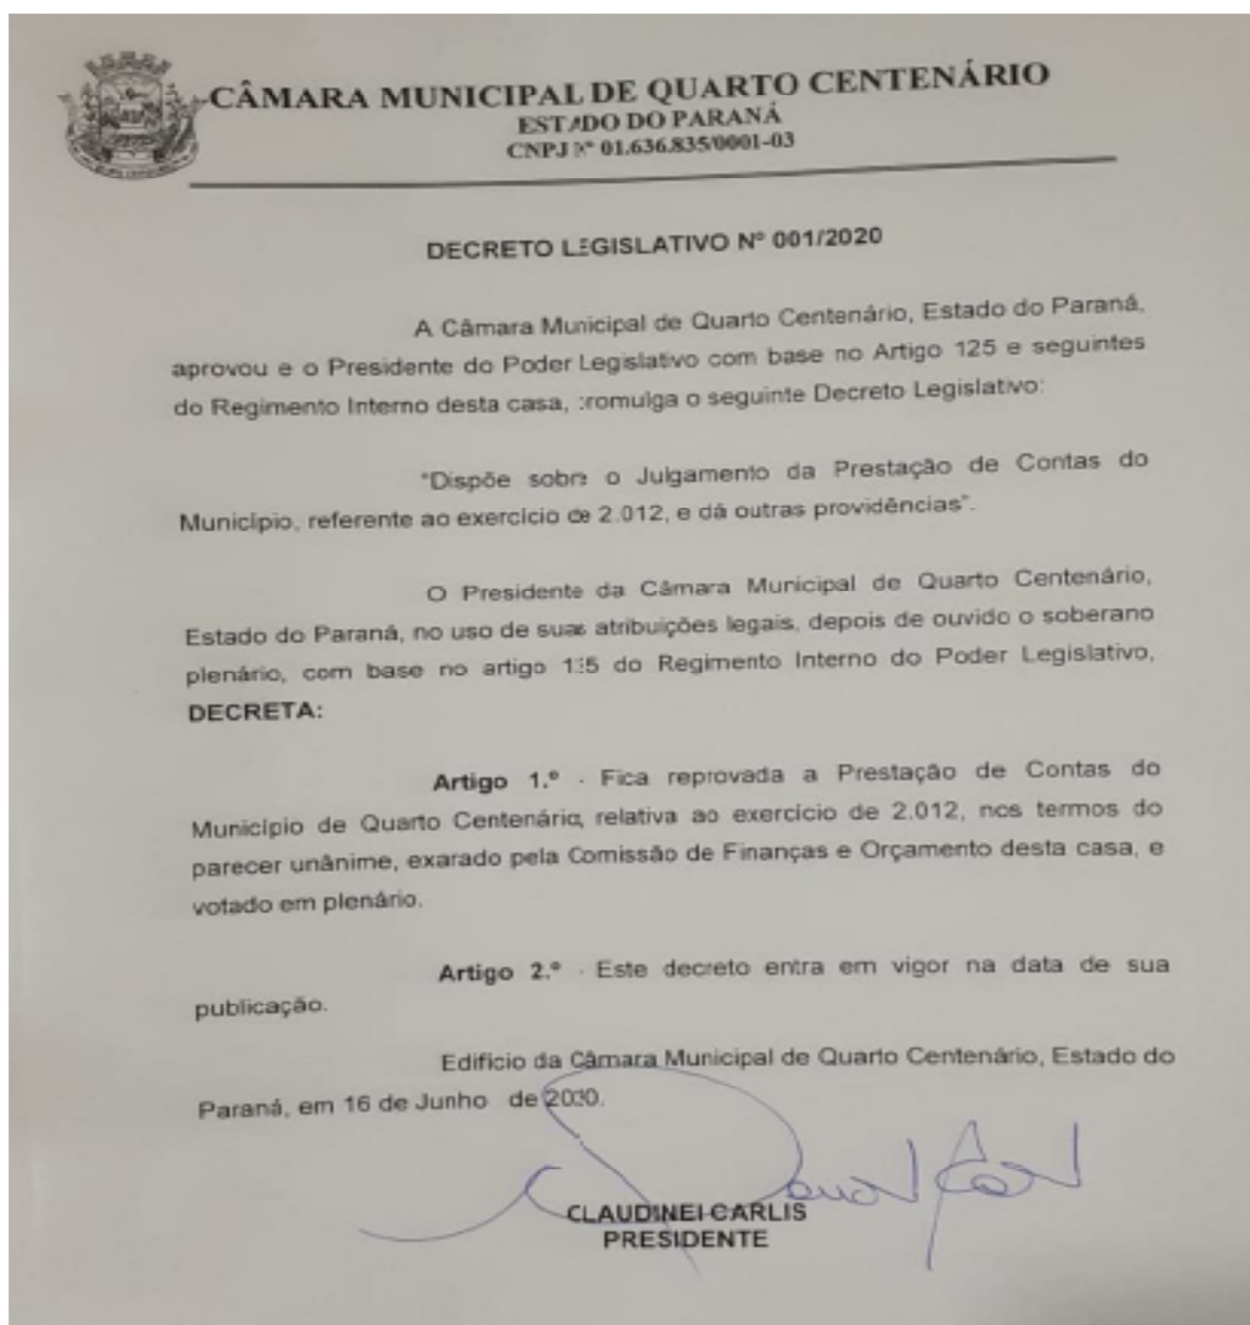 CÂMARA MUNICIPAL DE QUARTO CENTENÁRIO
ESTADO DO PARANÁ
CNPJ Nº 01.636.835/0001-03
DECRETO LEGISLATIVO Nº 001/2020
A Câmara Municipal de Quarto Centenário, Estado do Paraná,
aprovou e o Presidente do Poder Legislativo com base no Artigo 125 e seguintes
do Regimento Interno desta casa, promulga o seguinte Decreto Legislativo:
"Dispõe sobre o Julgamento da Prestação de Contas do
Município, referente ao exercício de 2.012, e dá outras providências".
O Presidente da Câmara Municipal de Quarto Centenário,
Estado do Paraná, no uso de suas atribuições legais, depois de ouvido o soberano
plenário, com base no artigo do Regimento Interno do Poder Legislativo,
DECRETA:
Artigo 1.º - Fica reprovada a Prestação de Contas do
Município de Quarto Centenário, relativa ao exercício de 2.012, nos termos do
parecer unânime, exarado pela Comissão de Finanças e Orçamento desta casa, e
votado em plenário.
Artigo 2.º - Este decreto entra em vigor na data de sua
publicação.
Edifício da Câmara Municipal de Quarto Centenário, Estado do
Paraná, em 16 de Junho de 2020.
CLAUDINEI CARLIS
PRESIDENTE